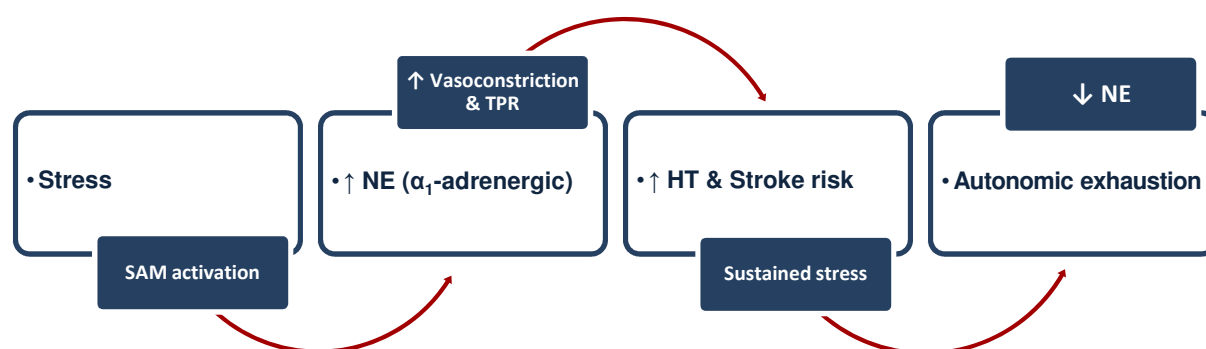 • Stress
SAM activation
↑ Vasoconstriction
& TPR
• ↑ NE (α₁-adrenergic)
• ↑ HT & Stroke risk
Sustained stress
↓ NE
• Autonomic exhaustion